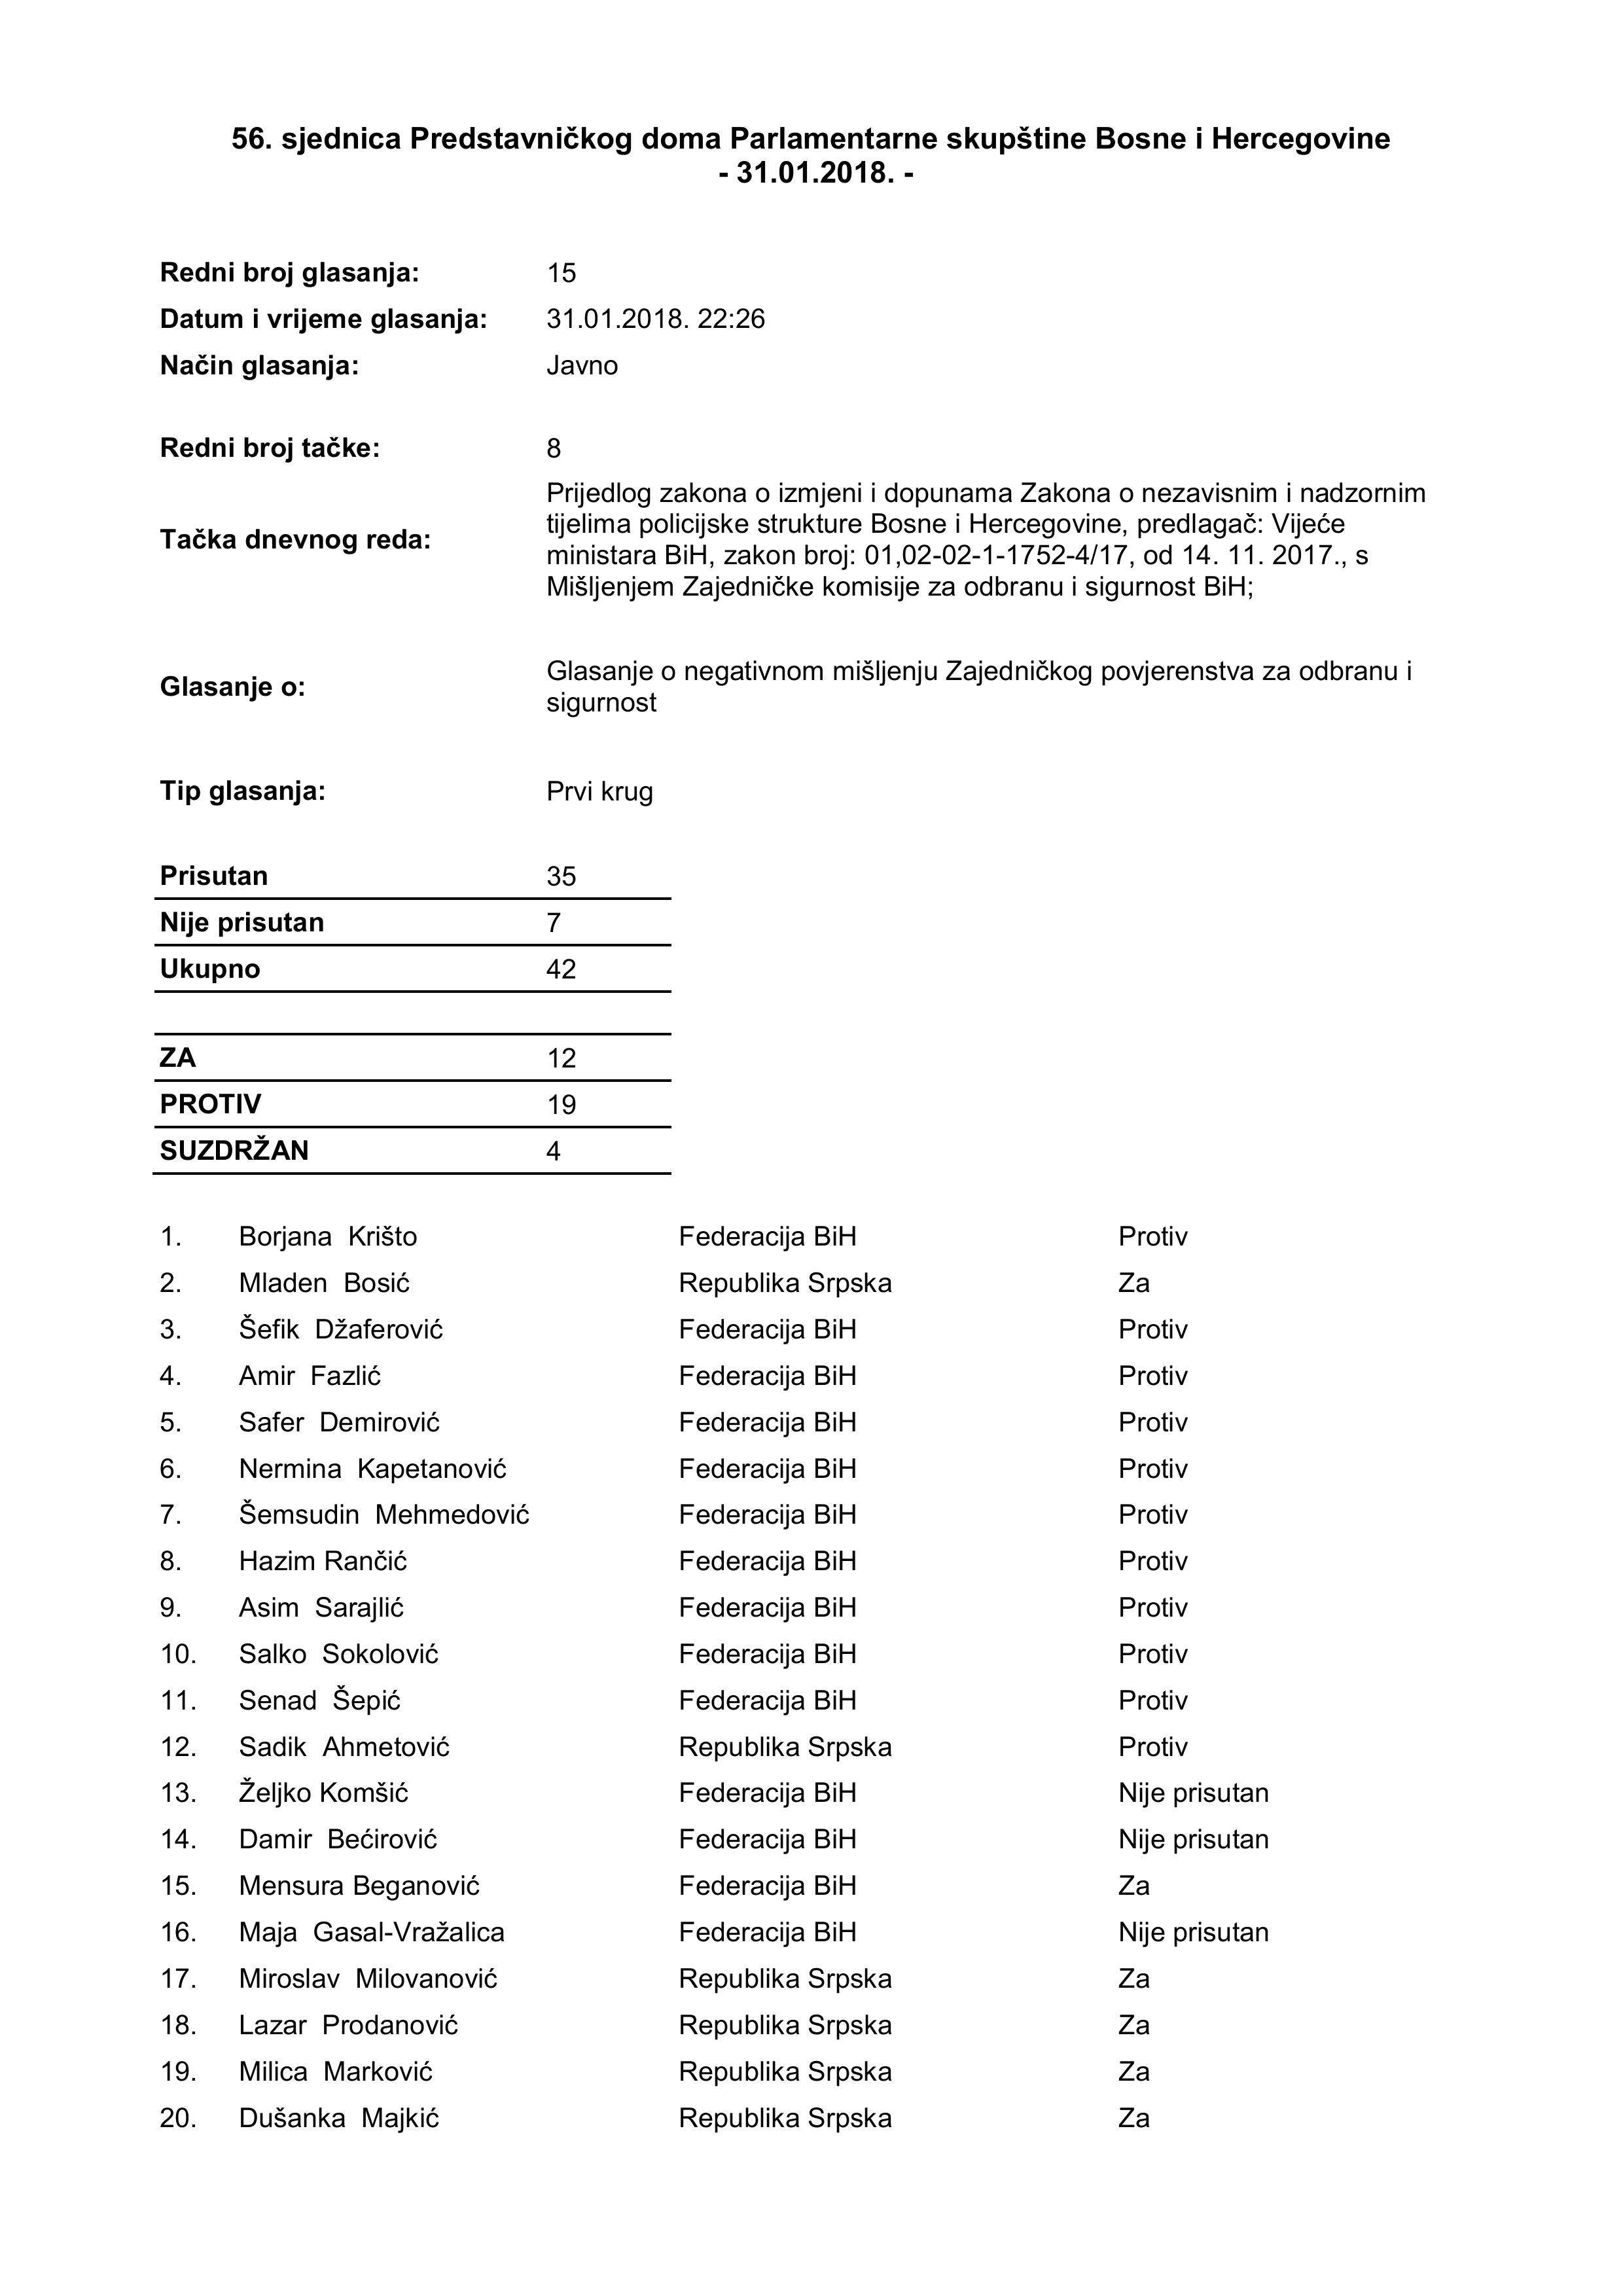 56. sjednica Predstavničkog doma Parlamentarne skupštine Bosne i Hercegovine
- 31.01.2018. -
Redni broj glasanja: 15
Datum i vrijeme glasanja: 31.01.2018. 22:26
Način glasanja: Javno
Redni broj tačke: 8
Tačka dnevnog reda: Prijedlog zakona o izmjeni i dopunama Zakona o nezavisnim i nadzornim
tijelima policijske strukture Bosne i Hercegovine, predlagač: Vijeće
ministara BiH, zakon broj: 01,02-02-1-1752-4/17, od 14. 11. 2017., s
Mišljenjem Zajedničke komisije za odbranu i sigurnost BiH;
Glasanje o: Glasanje o negativnom mišljenju Zajedničkog povjerenstva za odbranu i
sigurnost
Tip glasanja: Prvi krug
Prisutan 35
Nije prisutan 7
Ukupno 42
ZA 12
PROTIV 19
SUZDRŽAN 4
1. Borjana Krišto Federacija BiH Protiv
2. Mladen Bosić Republika Srpska Za
3. Šefik Džaferović Federacija BiH Protiv
4. Amir Fazlić Federacija BiH Protiv
5. Safer Demirović Federacija BiH Protiv
6. Nermina Kapetanović Federacija BiH Protiv
7. Šemsudin Mehmedović Federacija BiH Protiv
8. Hazim Rančić Federacija BiH Protiv
9. Asim Sarajlić Federacija BiH Protiv
10. Salko Sokolović Federacija BiH Protiv
11. Senad Šepić Federacija BiH Protiv
12. Sadik Ahmetović Republika Srpska Protiv
13. Željko Komšić Federacija BiH Nije prisutan
14. Damir Bećirović Federacija BiH Nije prisutan
15. Mensura Beganović Federacija BiH Za
16. Maja Gasal-Vražalica Federacija BiH Nije prisutan
17. Miroslav Milovanović Republika Srpska Za
18. Lazar Prodanović Republika Srpska Za
19. Milica Marković Republika Srpska Za
20. Dušanka Majkić Republika Srpska Za